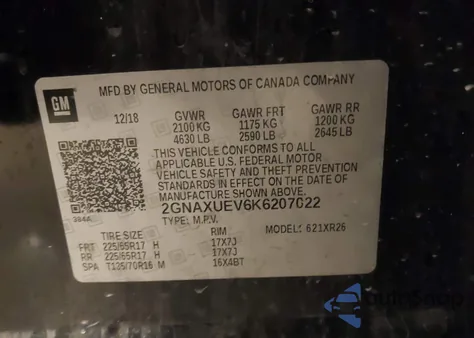 MFD BY GENERAL MOTORS OF CANADA COMPANY
GM
12/18 GVWR GAWR FRT GAWR RR
2100 KG 1175 KG 1200 KG
4630 LB 2590 LB 2645 LB
THIS VEHICLE CONFORMS TO ALL
APPLICABLE U.S. FEDERAL MOTOR
VEHICLE SAFETY AND THEFT PREVENTION
STANDARDS IN EFFECT ON THE DATE OF
MANUFACTURE SHOWN ABOVE.
2GNAXUEV6K6207022
384A
TYPE: M.P.V. MODEL: 621XR26
TIRE SIZE RIM
FRT 225/65R17 H 17X7J
RR 225/65R17 H 17X7J
SPA T135/70R16 M 16X4BT